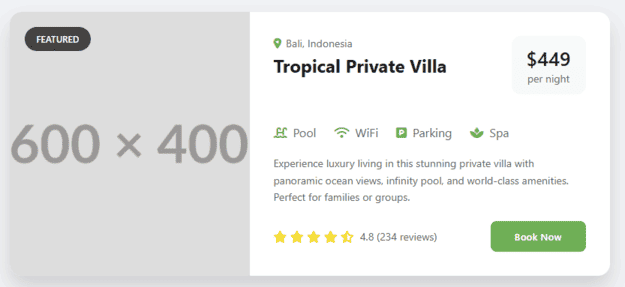 FEATURED
600 × 400
Bali, Indonesia
Tropical Private Villa
$449
per night
Pool WiFi Parking Spa
Experience luxury living in this stunning private villa with
panoramic ocean views, infinity pool, and world-class amenities.
Perfect for families or groups.
4.8 (234 reviews)
Book Now